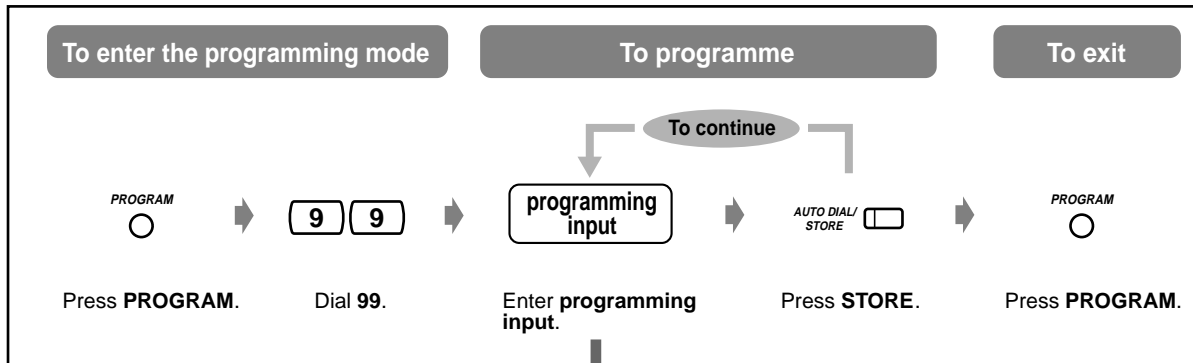 To enter the programming mode
To programme
To exit
To continue
PROGRAM
9 9
programming
input
AUTO DIAL/
STORE
PROGRAM
Press PROGRAM.
Dial 99.
Enter programming
input.
Press STORE.
Press PROGRAM.